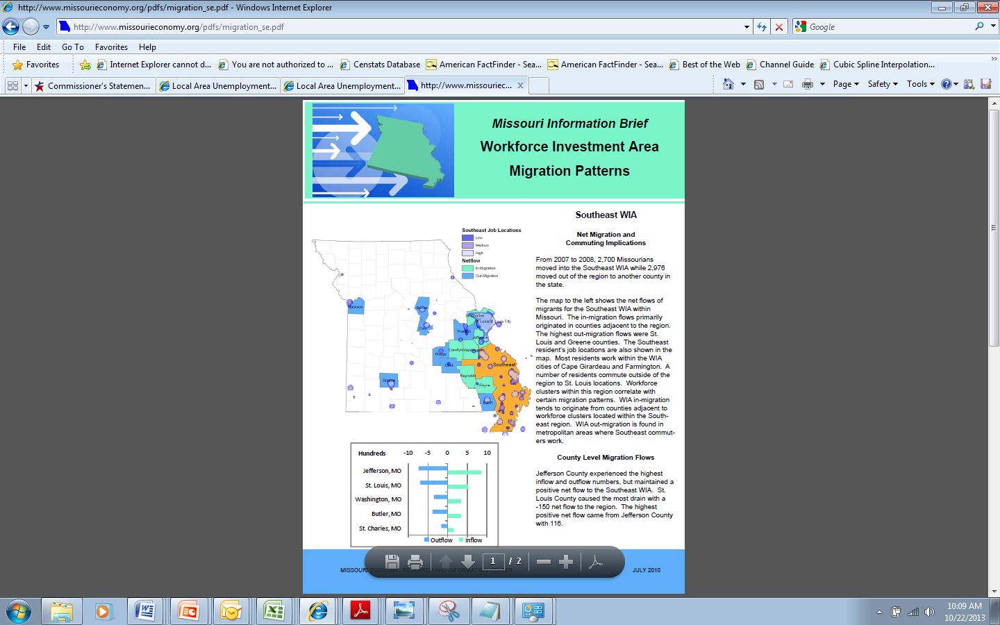 http://www.missourieconomy.org/pdfs/migration_se.pdf - Windows Internet Explorer
http://www.missourieconomy.org/pdfs/migration_se.pdf
Google
File Edit Go To Favorites Help
Favorites Internet Explorer cannot d... You are not authorized to ... Censtats Database American FactFinder - Sea... American FactFinder - Sea... Best of the Web Channel Guide Cubic Spline Interpolation...
Commissioner's Statemen... Local Area Unemployment... Local Area Unemployment... http://www.missouriec... Page Safety Tools
Missouri Information Brief
Workforce Investment Area
Migration Patterns
Southeast WIA
Net Migration and
Commuting Implications
From 2007 to 2008, 2,700 Missourians
moved into the Southeast WIA while 2,976
moved out of the region to another county in
the state.
The map to the left shows the net flows of
migrants for the Southeast WIA within
Missouri. The in-migration flows primarily
originated in counties adjacent to the region.
The highest out-migration flows were St.
Louis and Greene counties. The Southeast
resident's job locations are also shown in the
map. Most residents work within the WIA
cities of Cape Girardeau and Farmington. A
number of residents commute outside of the
region to St. Louis locations. Workforce
clusters within this region correlate with
certain migration patterns. WIA in-migration
tends to originate from counties adjacent to
workforce clusters located within the South-
east region. WIA out-migration is found in
metropolitan areas where Southeast commut-
ers work.
County Level Migration Flows
Jefferson County experienced the highest
inflow and outflow numbers, but maintained a
positive net flow to the Southeast WIA. St.
Louis County caused the most drain with a
-150 net flow to the region. The highest
positive net flow came from Jefferson County
with 116.
Southeast Job Locations
Low
Medium
High
Netflow
In-Migration
Out-Migration
Jackson
Boone
Cole
St. Charles
St. Louis City
Franklin
Jefferson
Crawford
Washington
Phelps
Dent
Southeast
Reynolds
Greene
Wayne
Butler
Hundreds -10 -5 0 5 10
Jefferson, MO
St. Louis, MO
Washington, MO
Butler, MO
St. Charles, MO
Outflow Inflow
1 / 2
MISSOURI ECONOMIC RESEARCH AND INFORMATION CENTER
JULY 2010
10:09 AM
10/22/2013